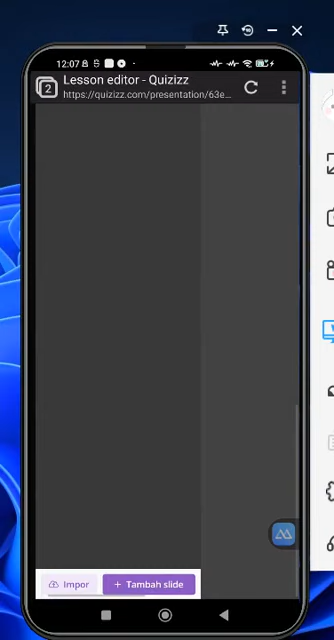 12:07
2
Lesson editor - Quizizz
https://quizizz.com/presentation/63e...
Impor
+ Tambah slide